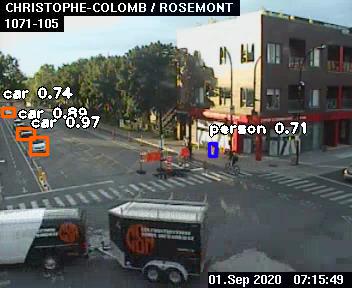 CHRISTOPHE-COLOMB / ROSEMONT
1071-105
car 0.74
car 0.89
car 0.97
person 0.71
01.Sep 2020 07:15:49